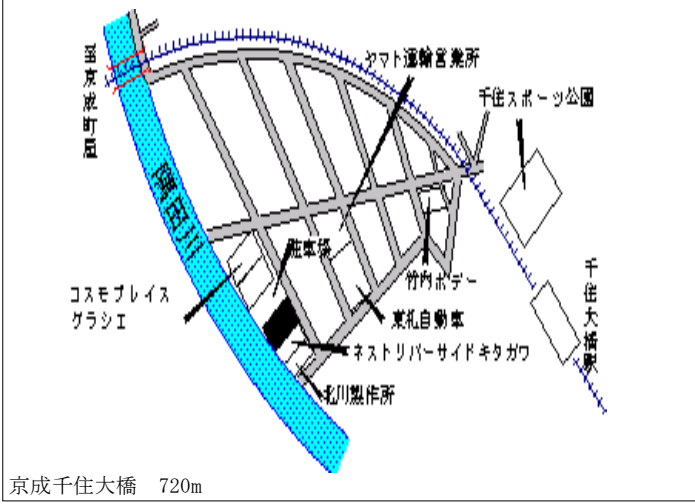 ヤマト運輸営業所
千住スポーツ公園
至京成町屋
隅田川
駐車場
竹内ボデー
千住大橋駅
コスモプレイス
グラシエ
東礼自動車
ネストリバーサイドキタガワ
北川製作所
京成千住大橋 720m